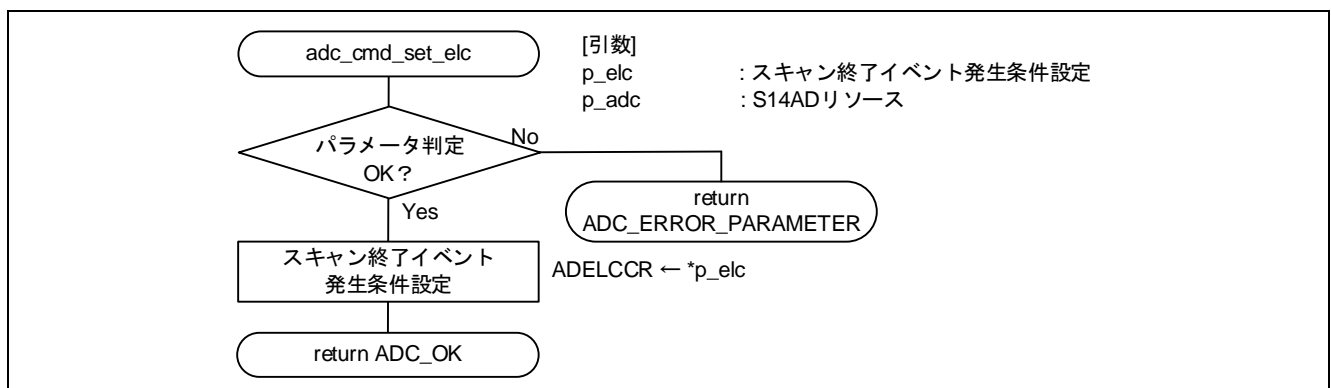 adc_cmd_set_elc
[引数]
p_elc : スキャン終了イベント発生条件設定
p_adc : S14ADリソース
パラメータ判定
OK？
No
Yes
return
ADC_ERROR_PARAMETER
スキャン終了イベント
発生条件設定
ADELCCR ← *p_elc
return ADC_OK